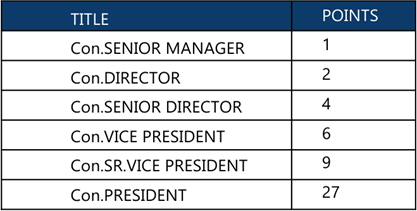 TITLE POINTS
Con.SENIOR MANAGER 1
Con.DIRECTOR 2
Con.SENIOR DIRECTOR 4
Con.VICE PRESIDENT 6
Con.SR.VICE PRESIDENT 9
Con.PRESIDENT 27